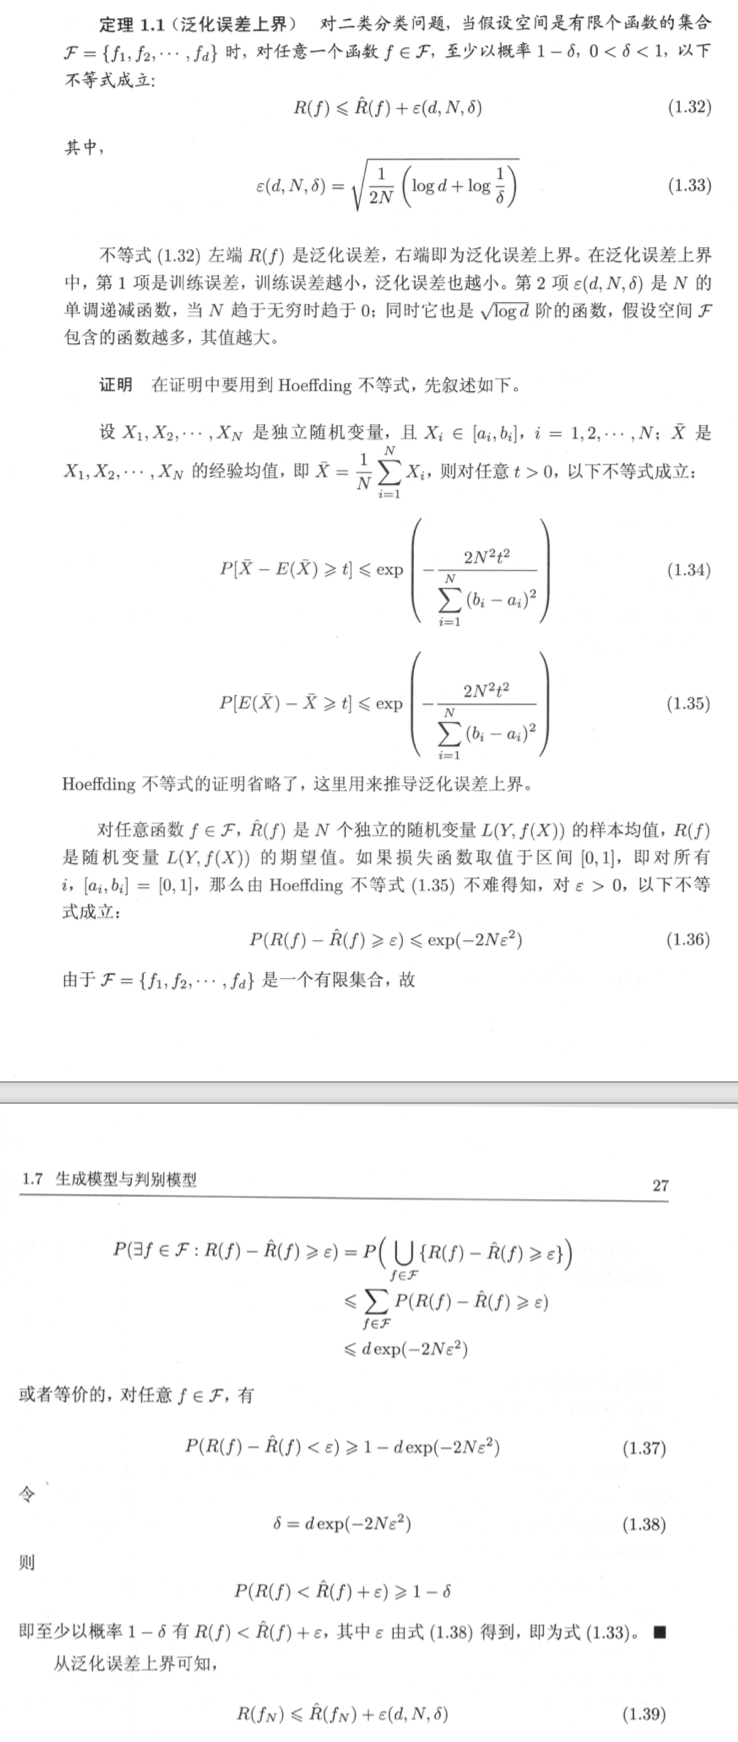 定理 1.1（泛化误差上界） 对二类分类问题，当假设空间是有限个函数的集合
$\mathcal{F} = \{f_1, f_2, \cdots, f_d\}$ 时，对任意一个函数 $f \in \mathcal{F}$，至少以概率 $1-\delta$，$0 < \delta < 1$，以下
不等式成立：
$R(f) \leqslant \hat{R}(f) + \varepsilon(d, N, \delta)$ (1.32)
其中，
$\varepsilon(d, N, \delta) = \sqrt{\frac{1}{2N}\left(\log d + \log \frac{1}{\delta}\right)}$ (1.33)
不等式 (1.32) 左端 $R(f)$ 是泛化误差，右端即为泛化误差上界。在泛化误差上界
中，第 1 项是训练误差，训练误差越小，泛化误差也越小。第 2 项 $\varepsilon(d, N, \delta)$ 是 $N$ 的
单调递减函数，当 $N$ 趋于无穷时趋于 0；同时它也是 $\sqrt{\log d}$ 阶的函数，假设空间 $\mathcal{F}$
包含的函数越多，其值越大。
证明 在证明中要用到 Hoeffding 不等式，先叙述如下。
设 $X_1, X_2, \cdots, X_N$ 是独立随机变量，且 $X_i \in [a_i, b_i]$，$i = 1, 2, \cdots, N$；$\bar{X}$ 是
$X_1, X_2, \cdots, X_N$ 的经验均值，即 $\bar{X} = \frac{1}{N}\sum_{i=1}^{N} X_i$，则对任意 $t > 0$，以下不等式成立：
$P[\bar{X} - E(\bar{X}) \geqslant t] \leqslant \exp\left(-\frac{2N^2t^2}{\sum_{i=1}^{N}(b_i - a_i)^2}\right)$ (1.34)
$P[E(\bar{X}) - \bar{X} \geqslant t] \leqslant \exp\left(-\frac{2N^2t^2}{\sum_{i=1}^{N}(b_i - a_i)^2}\right)$ (1.35)
Hoeffding 不等式的证明省略了，这里用来推导泛化误差上界。
对任意函数 $f \in \mathcal{F}$，$\hat{R}(f)$ 是 $N$ 个独立的随机变量 $L(Y, f(X))$ 的样本均值，$R(f)$
是随机变量 $L(Y, f(X))$ 的期望值。如果损失函数取值于区间 $[0, 1]$，即对所有
$i$，$[a_i, b_i] = [0, 1]$，那么由 Hoeffding 不等式 (1.35) 不难得知，对 $\varepsilon > 0$，以下不等
式成立：
$P(R(f) - \hat{R}(f) \geqslant \varepsilon) \leqslant \exp(-2N\varepsilon^2)$ (1.36)
由于 $\mathcal{F} = \{f_1, f_2, \cdots, f_d\}$ 是一个有限集合，故
1.7 生成模型与判别模型 27
$P(\exists f \in \mathcal{F} : R(f) - \hat{R}(f) \geqslant \varepsilon) = P\left(\bigcup_{f \in \mathcal{F}} \{R(f) - \hat{R}(f) \geqslant \varepsilon\}\right)$
$\leqslant \sum_{f \in \mathcal{F}} P(R(f) - \hat{R}(f) \geqslant \varepsilon)$
$\leqslant d\exp(-2N\varepsilon^2)$
或者等价的，对任意 $f \in \mathcal{F}$，有
$P(R(f) - \hat{R}(f) < \varepsilon) \geqslant 1 - d\exp(-2N\varepsilon^2)$ (1.37)
令
$\delta = d\exp(-2N\varepsilon^2)$ (1.38)
则
$P(R(f) < \hat{R}(f) + \varepsilon) \geqslant 1 - \delta$
即至少以概率 $1 - \delta$ 有 $R(f) < \hat{R}(f) + \varepsilon$，其中 $\varepsilon$ 由式 (1.38) 得到，即为式 (1.33)。■
从泛化误差上界可知，
$R(f_N) \leqslant \hat{R}(f_N) + \varepsilon(d, N, \delta)$ (1.39)